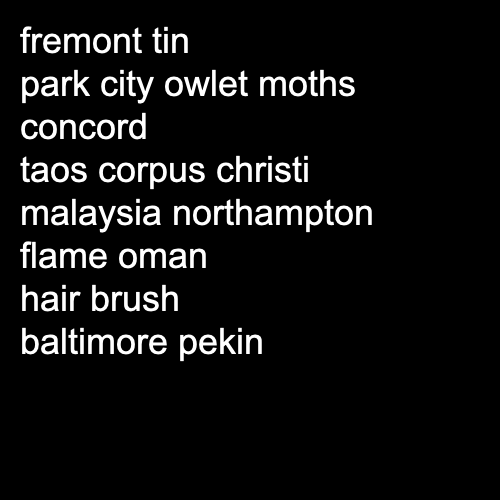 fremont tin
park city owlet moths
concord
taos corpus christi
malaysia northampton
flame oman
hair brush
baltimore pekin